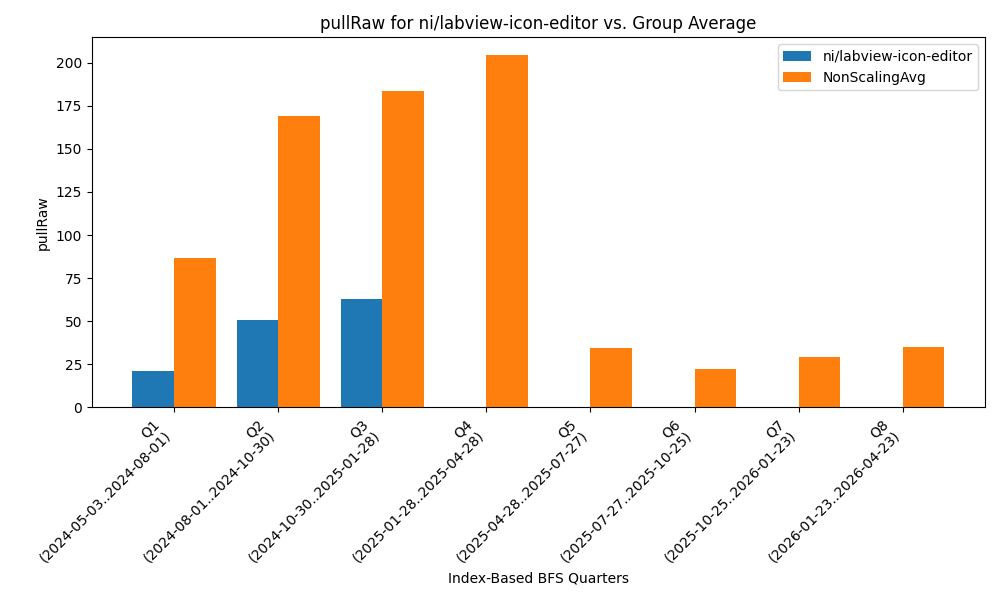 pullRaw for ni/labview-icon-editor vs. Group Average
ni/labview-icon-editor
NonScalingAvg
pullRaw
200
175
150
125
100
75
50
25
0
Q1
(2024-05-03..2024-08-01)
Q2
(2024-08-01..2024-10-30)
Q3
(2024-10-30..2025-01-28)
Q4
(2025-01-28..2025-04-28)
Q5
(2025-04-28..2025-07-27)
Q6
(2025-07-27..2025-10-25)
Q7
(2025-10-25..2026-01-23)
Q8
(2026-01-23..2026-04-23)
Index-Based BFS Quarters